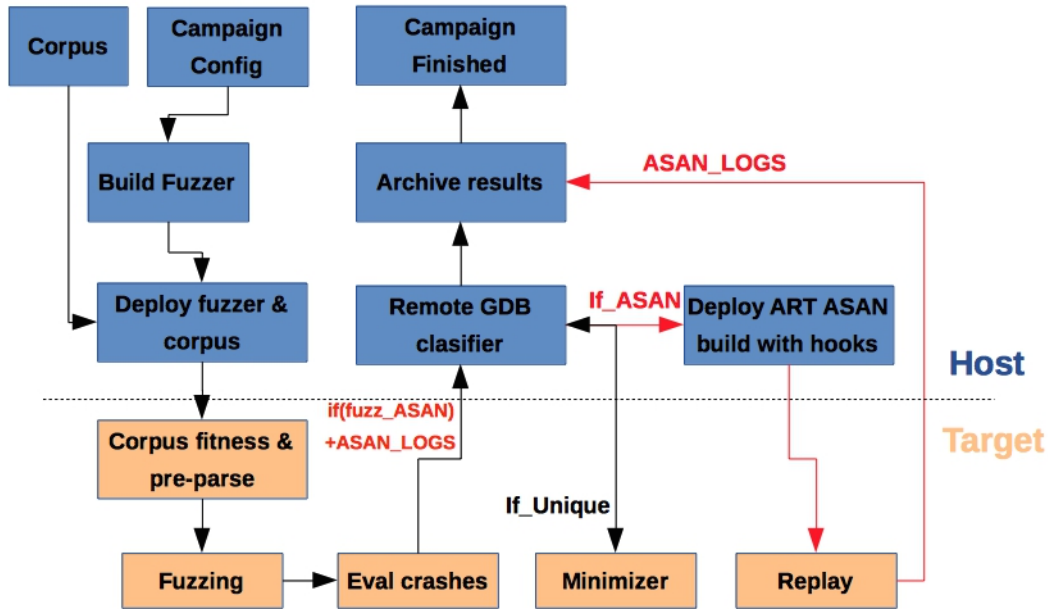 Corpus
Campaign
Config
Campaign
Finished
Build Fuzzer
Archive results
ASAN_LOGS
Deploy fuzzer &
corpus
Remote GDB
clasifier
If_ASAN
Deploy ART ASAN
build with hooks
Host
if(fuzz_ASAN)
+ASAN_LOGS
Corpus fitness &
pre-parse
Target
If_Unique
Fuzzing
Eval crashes
Minimizer
Replay